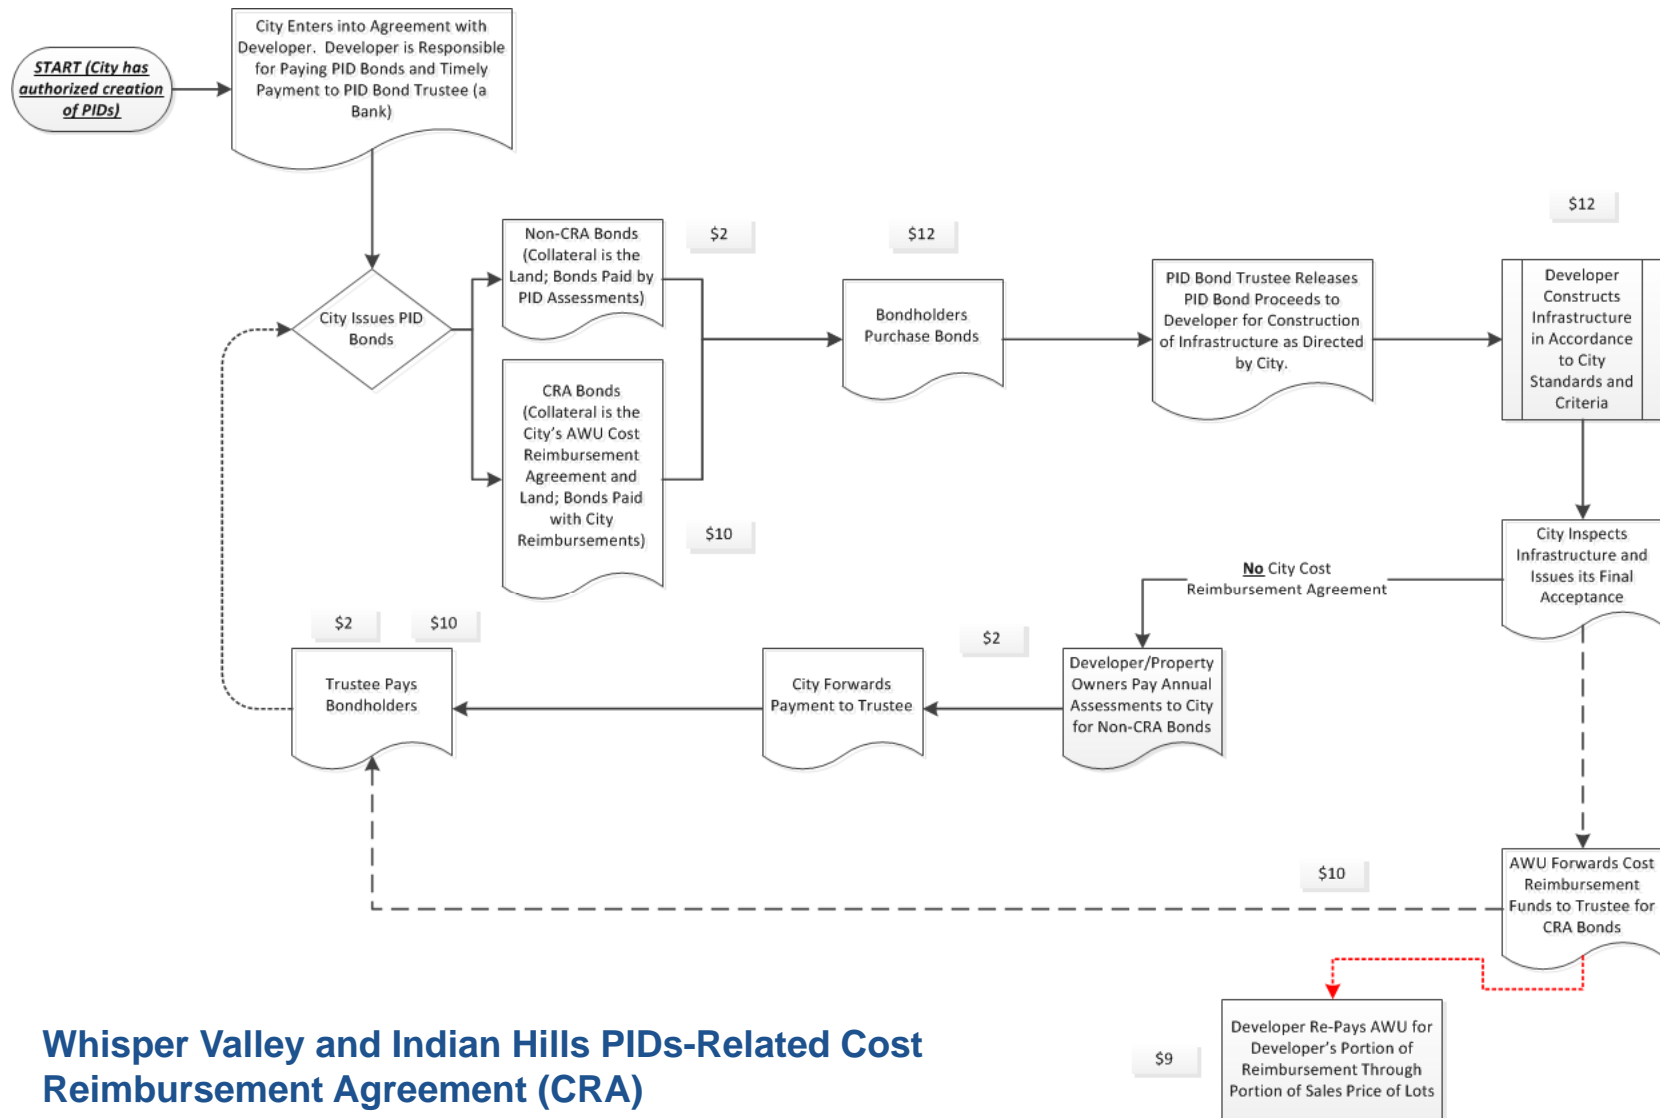 START (City has
authorized creation
of PIDs)
City Enters into Agreement with
Developer.  Developer is Responsible
for Paying PID Bonds and Timely
Payment to PID Bond Trustee (a
Bank)
City Issues PID
Bonds
Non-CRA Bonds
(Collateral is the
Land; Bonds Paid by
PID Assessments)
$2
CRA Bonds
(Collateral is the
City’s AWU Cost
Reimbursement
Agreement and
Land; Bonds Paid
with City
Reimbursements)
$10
$12
Bondholders
Purchase Bonds
PID Bond Trustee Releases
PID Bond Proceeds to
Developer for Construction
of Infrastructure as Directed
by City.
$12
Developer
Constructs
Infrastructure
in Accordance
to City
Standards and
Criteria
City Inspects
Infrastructure and
Issues its Final
Acceptance
No City Cost
Reimbursement Agreement
Developer/Property
Owners Pay Annual
Assessments to City
for Non-CRA Bonds
$2
City Forwards
Payment to Trustee
$2
$10
Trustee Pays
Bondholders
AWU Forwards Cost
Reimbursement
Funds to Trustee for
CRA Bonds
$10
Developer Re-Pays AWU for
Developer’s Portion of
Reimbursement Through
Portion of Sales Price of Lots
$9
Whisper Valley and Indian Hills PIDs-Related Cost
Reimbursement Agreement (CRA)